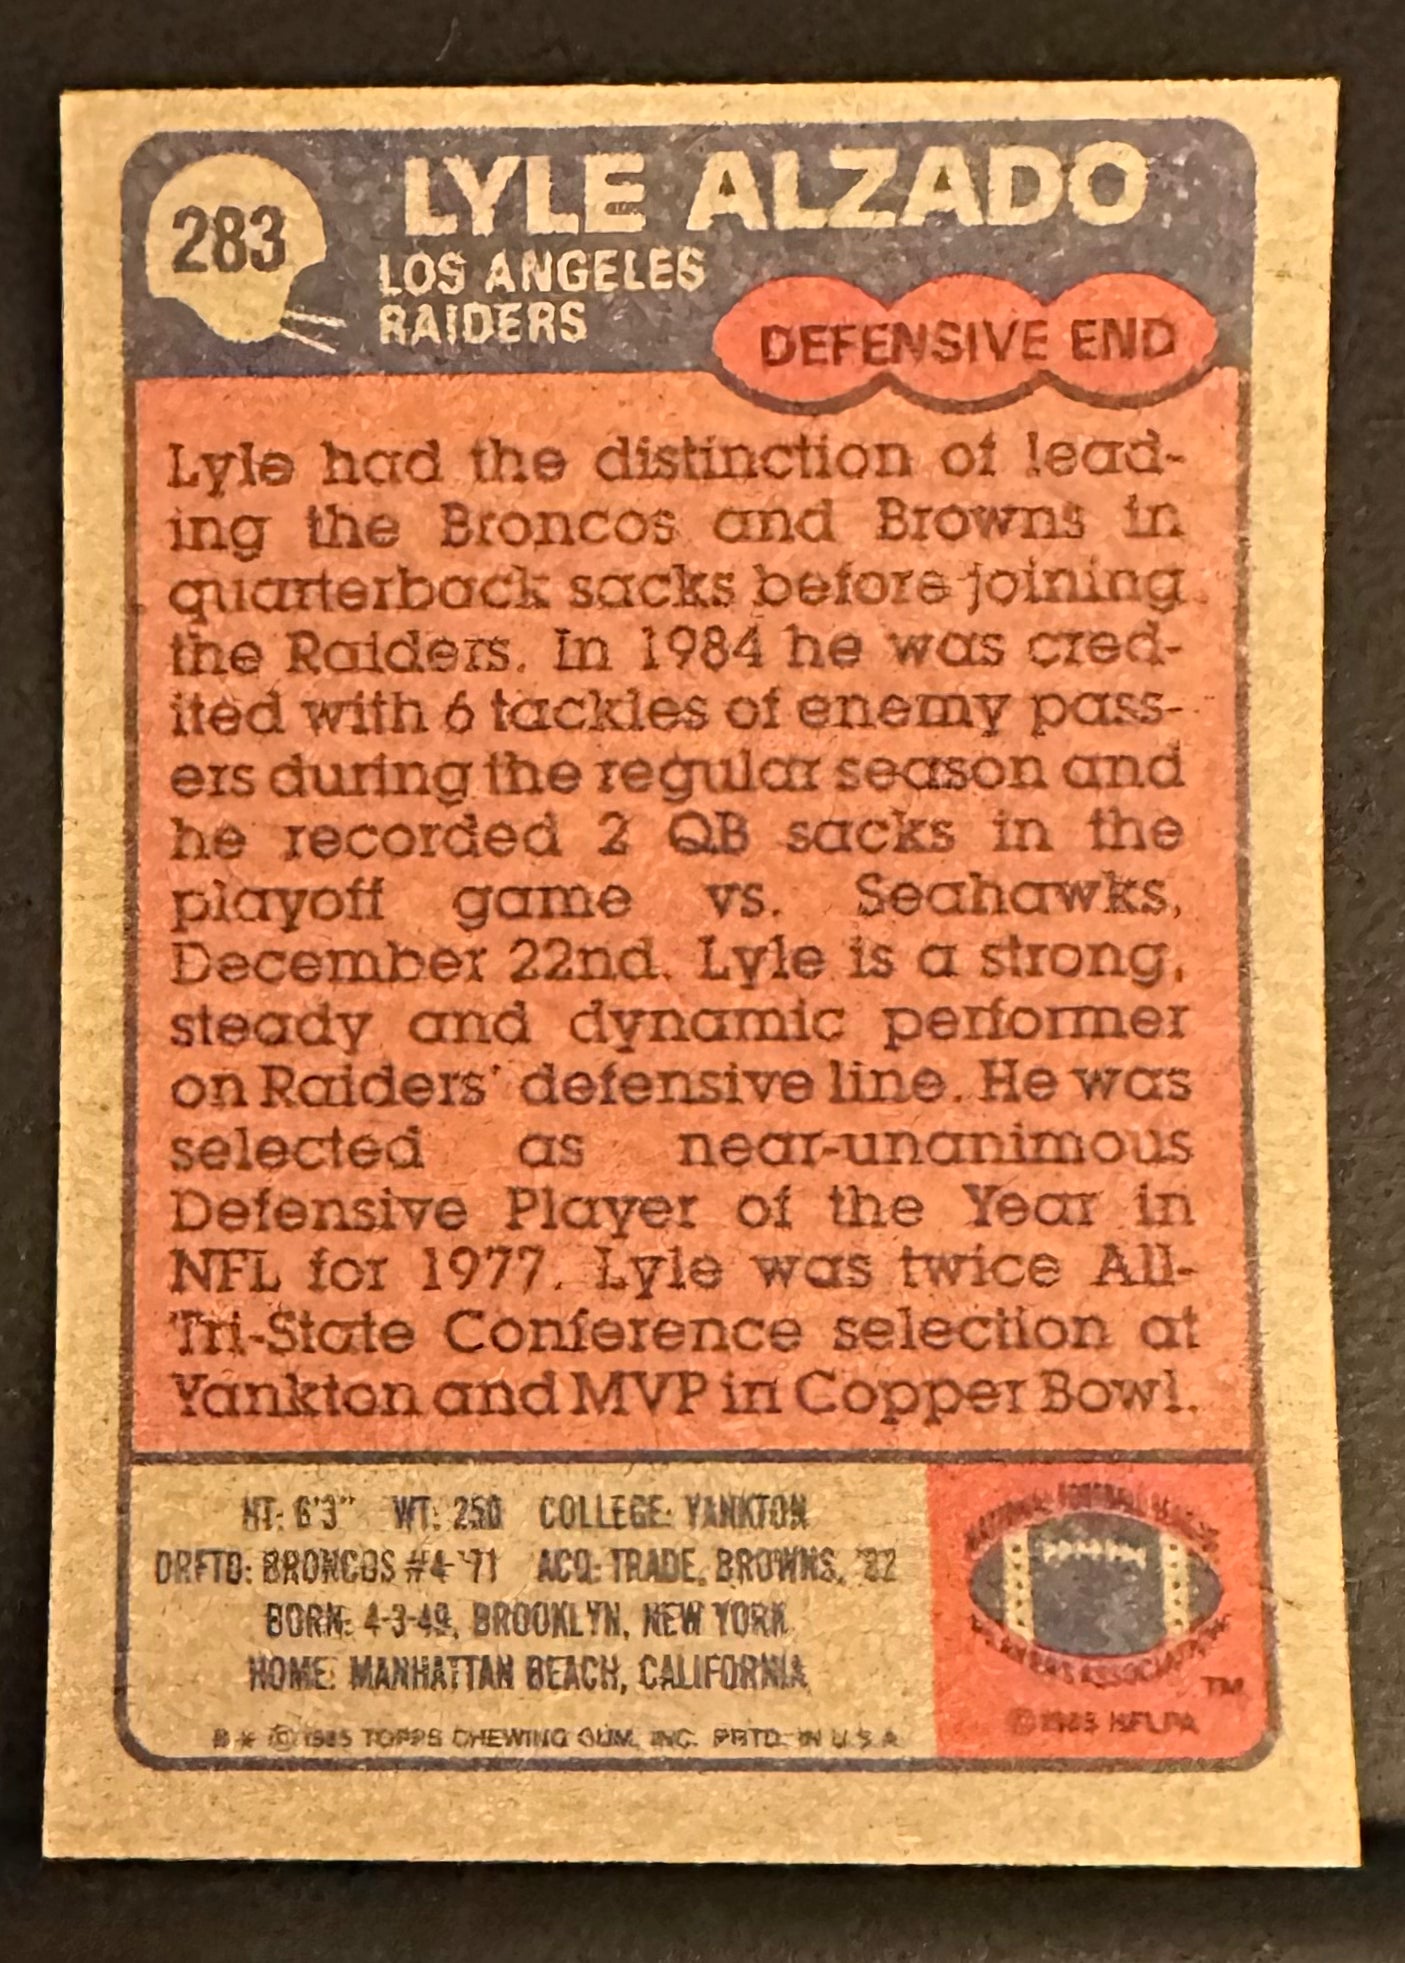 283
LYLE ALZADO
LOS ANGELES
RAIDERS
DEFENSIVE END
Lyle had the distinction of lead-
ing the Broncos and Browns in
quarterback sacks before joining
the Raiders. In 1984 he was cred-
ited with 6 tackles of enemy pass-
ers during the regular season and
he recorded 2 QB sacks in the
playoff game vs. Seahawks,
December 22nd. Lyle is a strong,
steady and dynamic performer
on Raiders' defensive line. He was
selected as near-unanimous
Defensive Player of the Year in
NFL for 1977. Lyle was twice All-
Tri-State Conference selection at
Yankton and MVP in Copper Bowl.
HT: 6'3" WT: 250 COLLEGE: YANKTON
DRFTD: BRONCOS #4-'71 ACQ: TRADE, BROWNS, '82
BORN: 4-3-49, BROOKLYN, NEW YORK
HOME: MANHATTAN BEACH, CALIFORNIA
B * © 1985 TOPPS CHEWING GUM, INC. PRTD. IN U.S.A.
NATIONAL FOOTBALL LEAGUE
PLAYERS ASSOCIATION
TM
© 1985 NFLPA